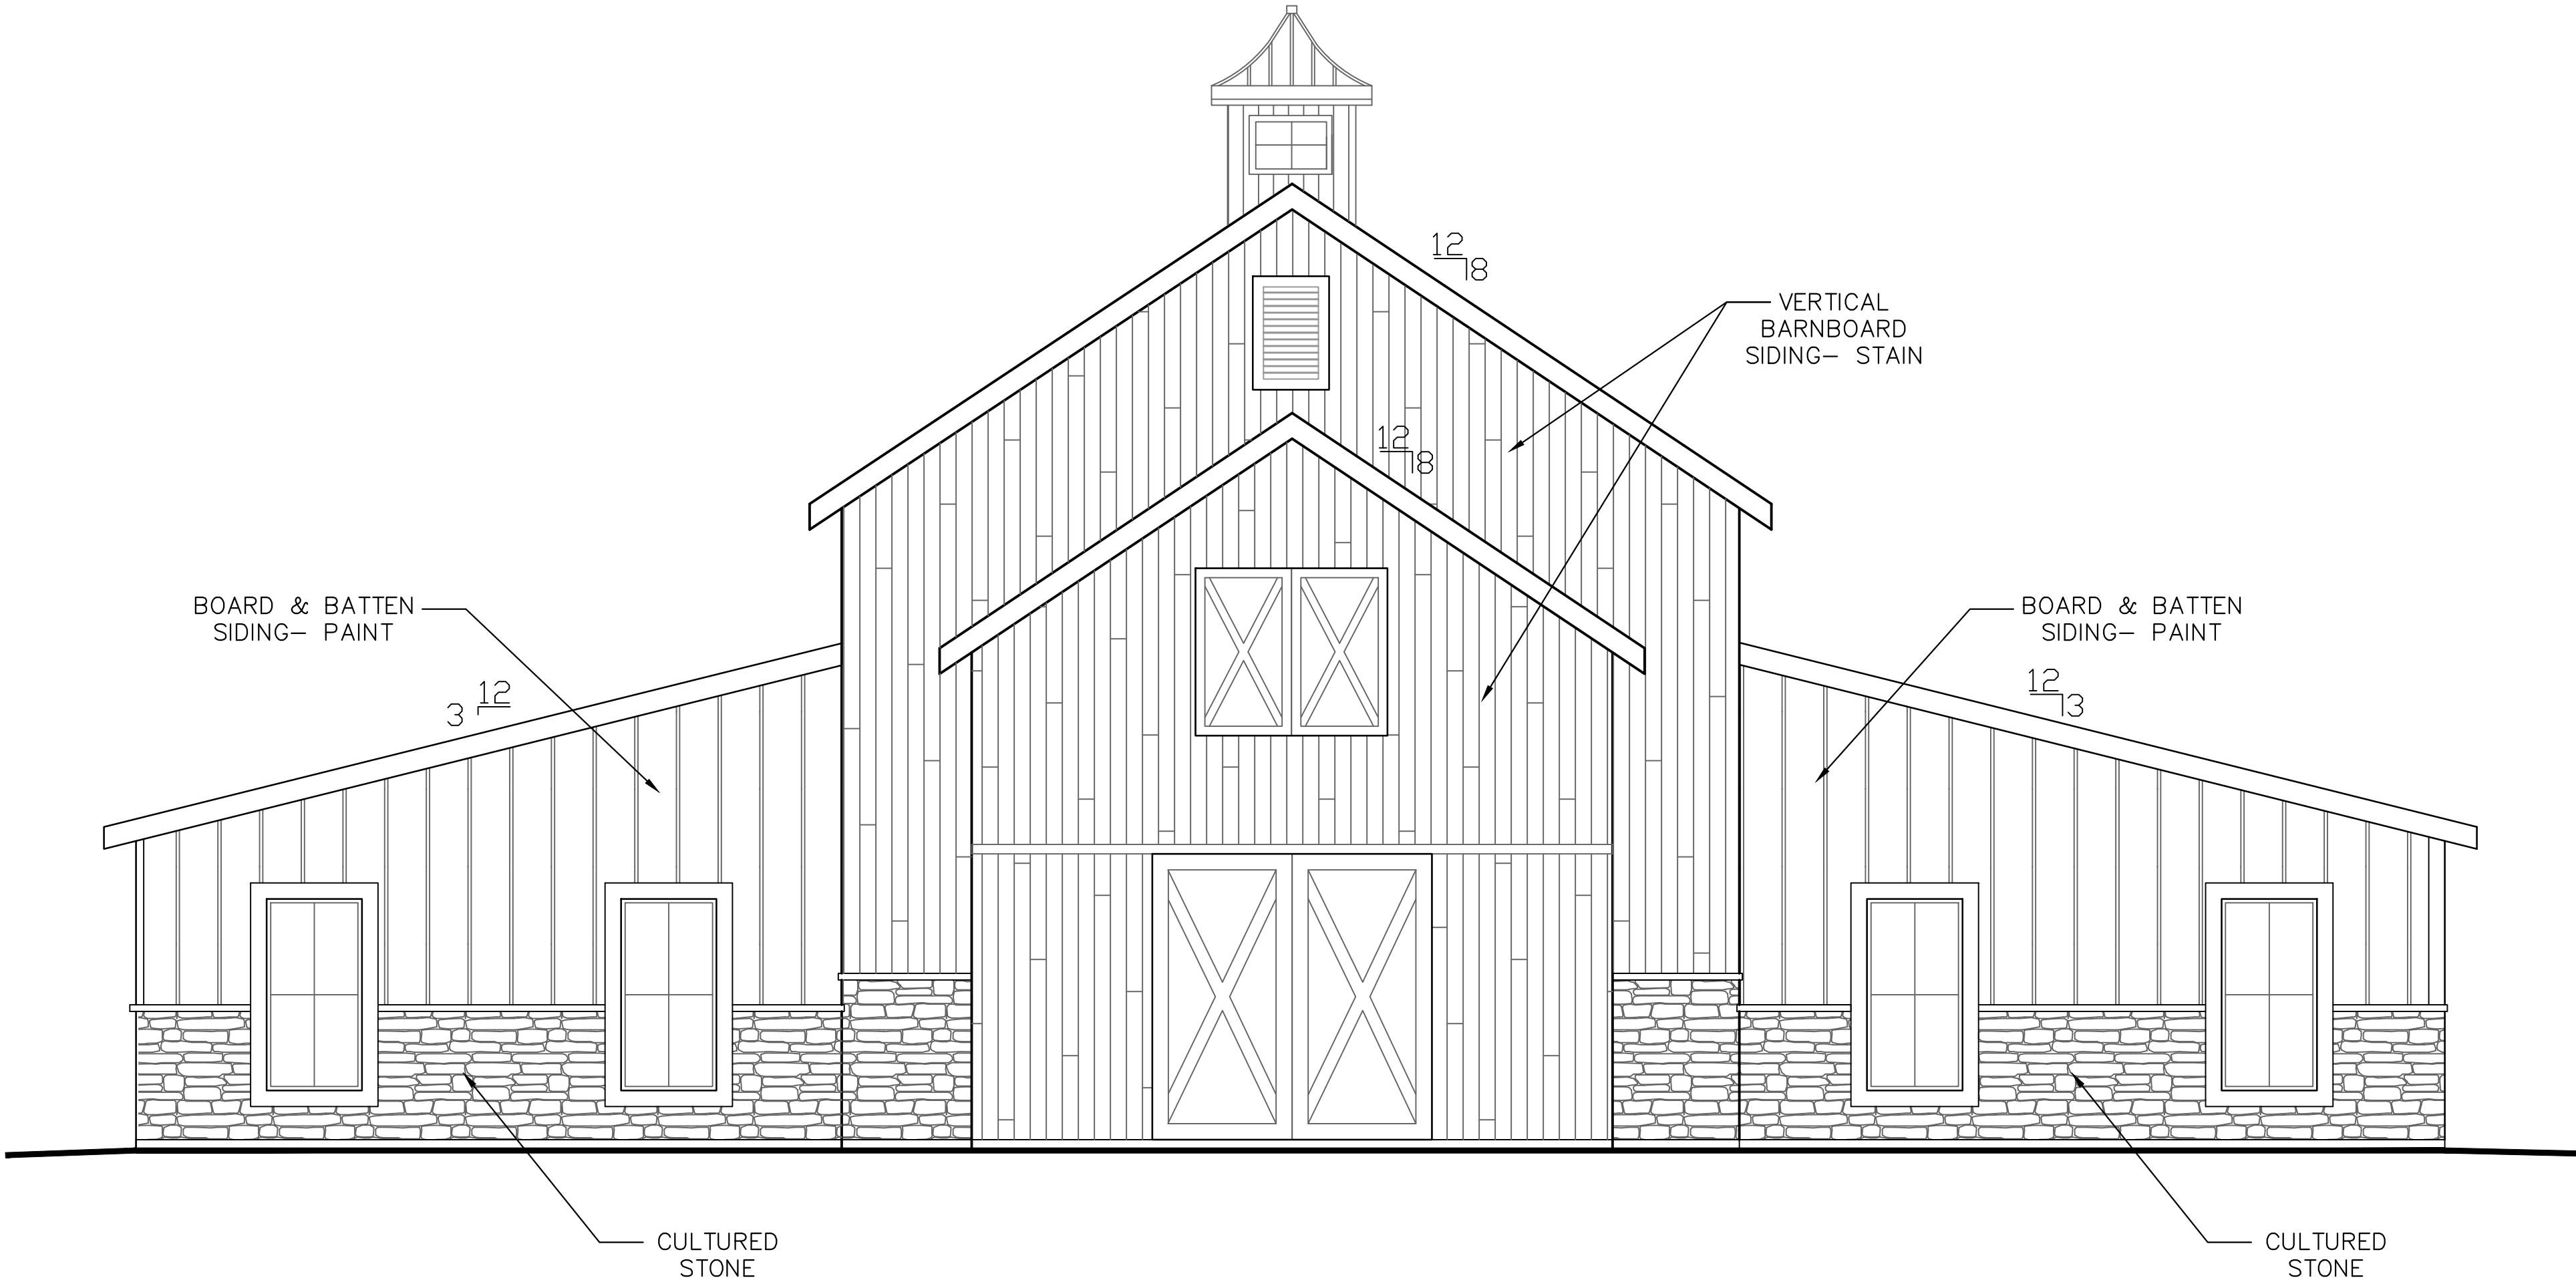 12
8
VERTICAL
BARNBOARD
SIDING– STAIN
12
8
BOARD & BATTEN
SIDING– PAINT
12
3
BOARD & BATTEN
SIDING– PAINT
12
3
CULTURED
STONE
CULTURED
STONE